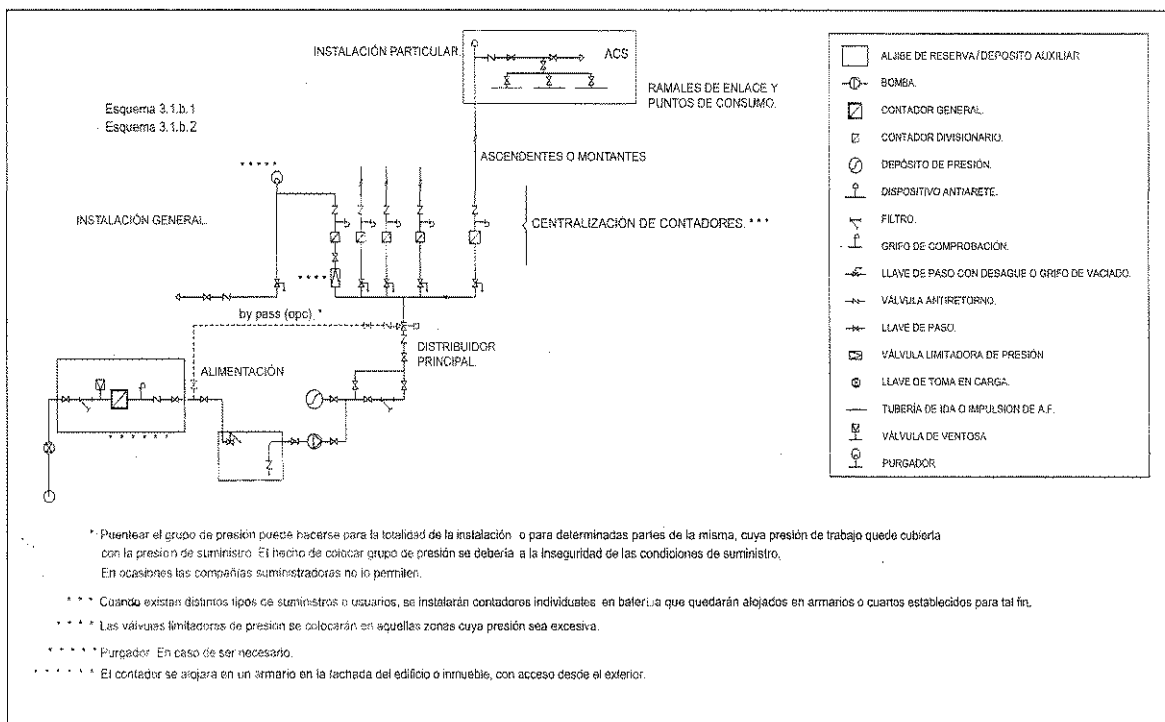 INSTALACIÓN PARTICULAR.
ACS
RAMALES DE ENLACE Y
PUNTOS DE CONSUMO.
Esquema 3.1.b.1
Esquema 3.1.b.2
ASCENDENTES O MONTANTES
* * * * *
INSTALACIÓN GENERAL.
CENTRALIZACIÓN DE CONTADORES. * * *
* * * *
by pass (opc). *
DISTRIBUIDOR
PRINCIPAL.
ALIMENTACIÓN
* * * * * *
ALJIBE DE RESERVA/DEPOSITO AUXILIAR
BOMBA.
CONTADOR GENERAL.
CONTADOR DIVISIONARIO.
DEPÓSITO DE PRESIÓN.
DISPOSITIVO ANTIARETE.
FILTRO.
GRIFO DE COMPROBACIÓN.
LLAVE DE PASO CON DESAGUE O GRIFO DE VACIADO.
VÁLVULA ANTIRETORNO.
LLAVE DE PASO.
VÁLVULA LIMITADORA DE PRESIÓN
LLAVE DE TOMA EN CARGA.
TUBERÍA DE IDA O IMPULSION DE A.F.
VÁLVULA DE VENTOSA
PURGADOR
* Puentear el grupo de presión puede hacerse para la totalidad de la instalación o para determinadas partes de la misma, cuya presión de trabajo quede cubierta
con la presion de suministro. El hecho de colocar grupo de presión se debería a la inseguridad de las condiciones de suministro.
En ocasiones las compañías suministradoras no lo permiten.
* * * Cuando existan distintos tipos de suministros o usuarios, se instalarán contadores individuales en bateriua que quedarán alojados en armarios o cuartos establecidos para tal fin.
* * * * Las válvulas limitadoras de presion se colocarán en aquellas zonas cuya presión sea excesiva.
* * * * * Purgador. En caso de ser necesario.
* * * * * * El contador se alojara en un armario en la fachada del edificio o inmueble, con acceso desde el exterior.